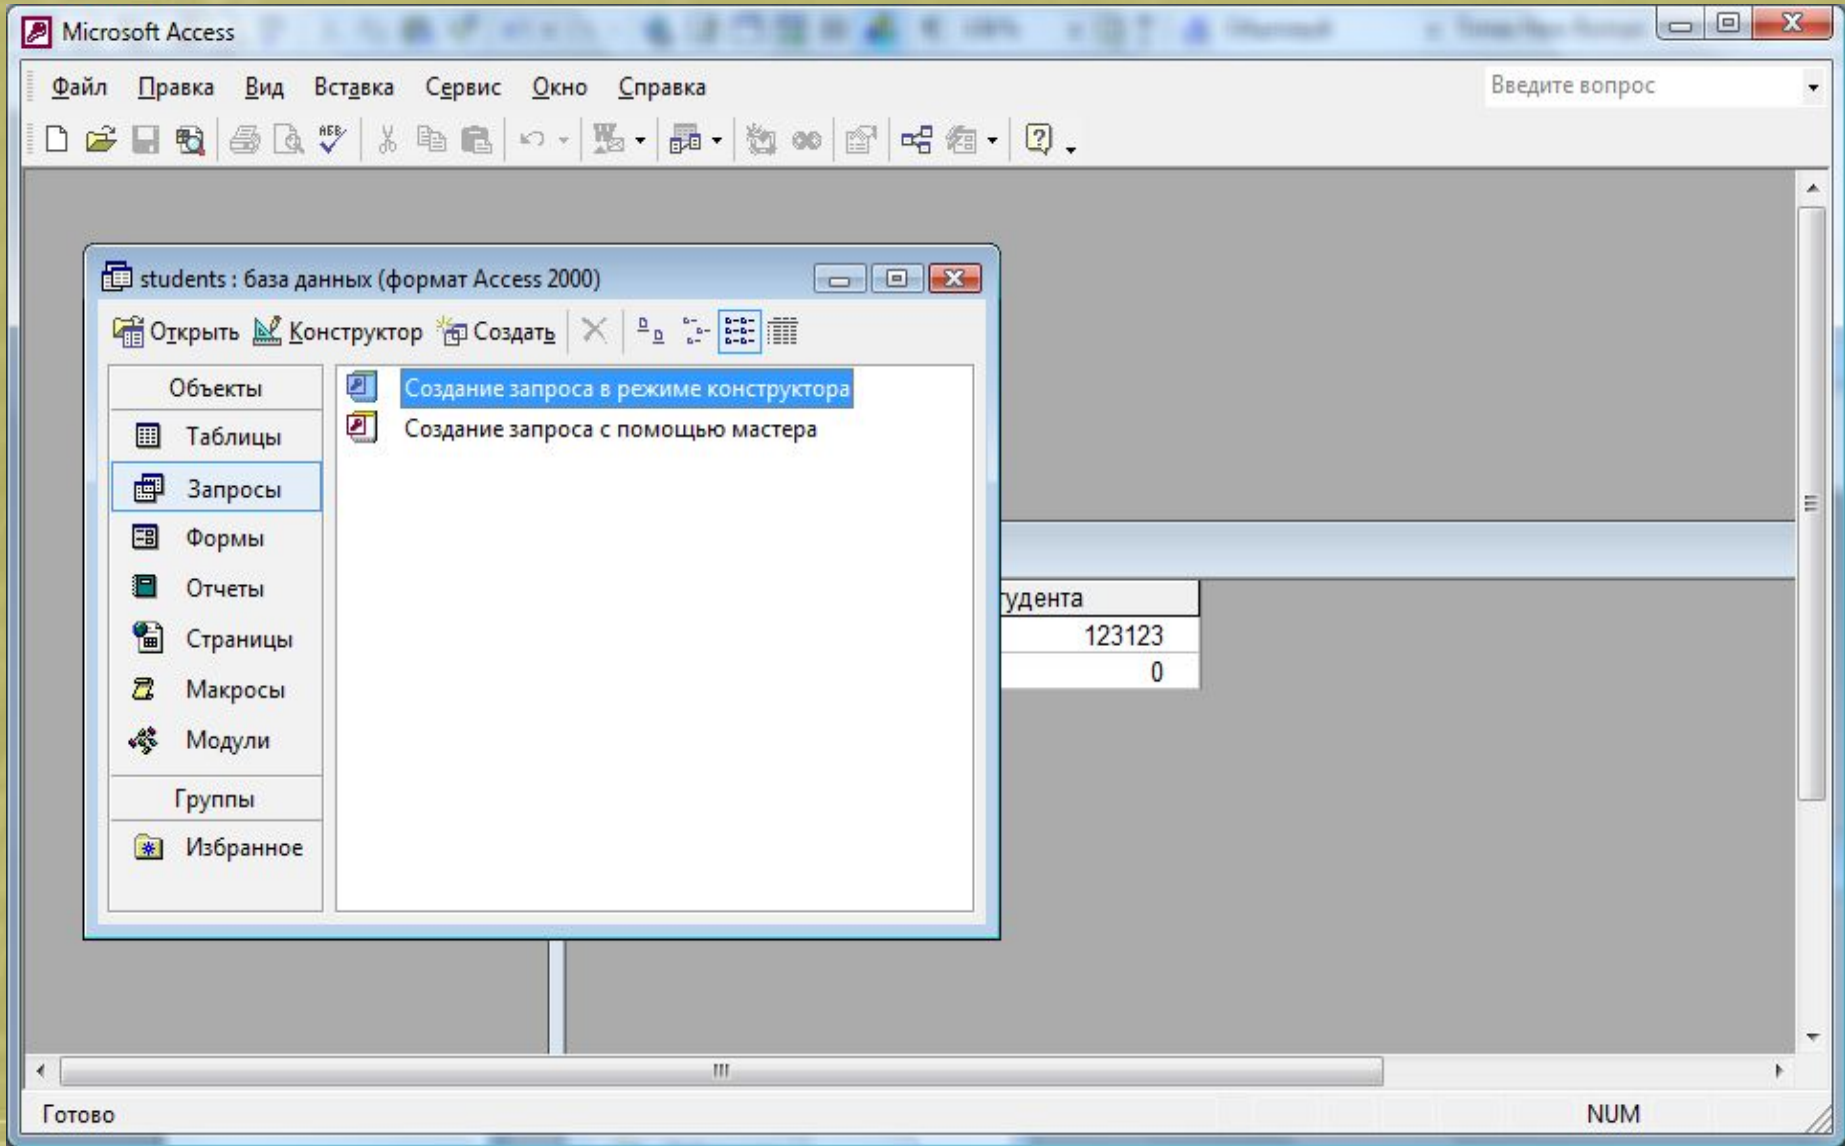 Microsoft Access
Файл Правка Вид Вставка Сервис Окно Справка
Введите вопрос
students : база данных (формат Access 2000)
Открыть Конструктор Создать
Объекты
Таблицы
Запросы
Формы
Отчеты
Страницы
Макросы
Модули
Группы
Избранное
Создание запроса в режиме конструктора
Создание запроса с помощью мастера
удента
123123
0
Готово
NUM